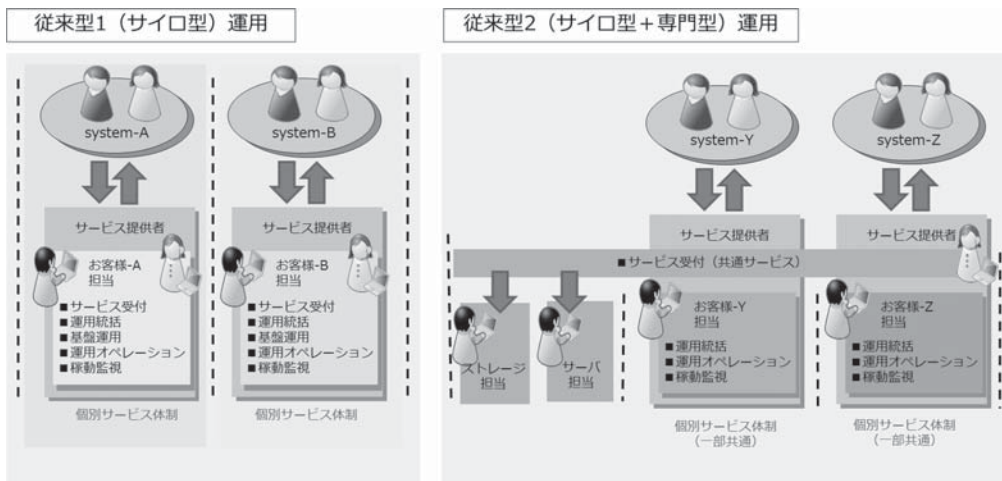 従来型1（サイロ型）運用
system-A
サービス提供者
お客様-A
担当
■サービス受付
■運用統括
■基盤運用
■運用オペレーション
■稼動監視
個別サービス体制
system-B
サービス提供者
お客様-B
担当
■サービス受付
■運用統括
■基盤運用
■運用オペレーション
■稼動監視
個別サービス体制
従来型2（サイロ型＋専門型）運用
system-Y
system-Z
サービス提供者
サービス提供者
■サービス受付（共通サービス）
ストレージ
担当
サーバ
担当
お客様-Y
担当
■運用統括
■運用オペレーション
■稼動監視
個別サービス体制
（一部共通）
お客様-Z
担当
■運用統括
■運用オペレーション
■稼動監視
個別サービス体制
（一部共通）